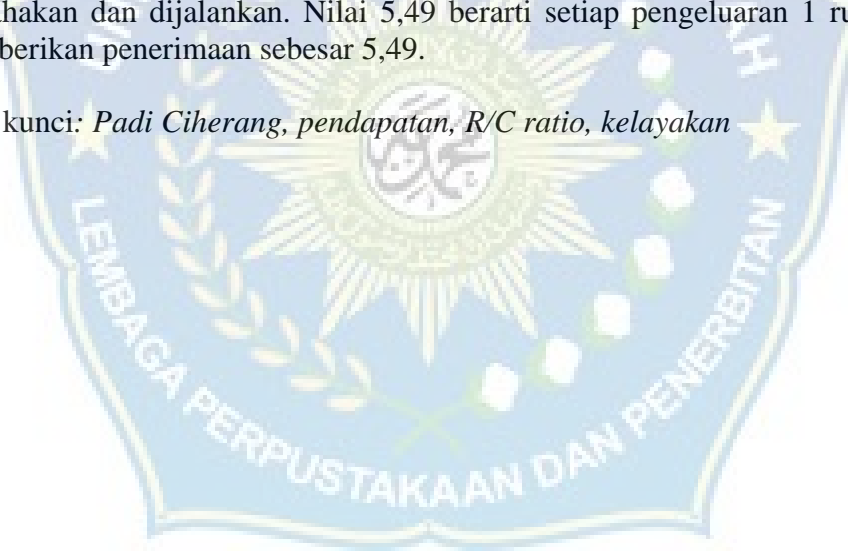 ahakan dan dijalankan. Nilai 5,49 berarti setiap pengeluaran 1 ru
berikan penerimaan sebesar 5,49.
kunci: Padi Ciherang, pendapatan, R/C ratio, kelayakan
LEMBAGA PERPUSTAKAAN DAN PENERBITAN